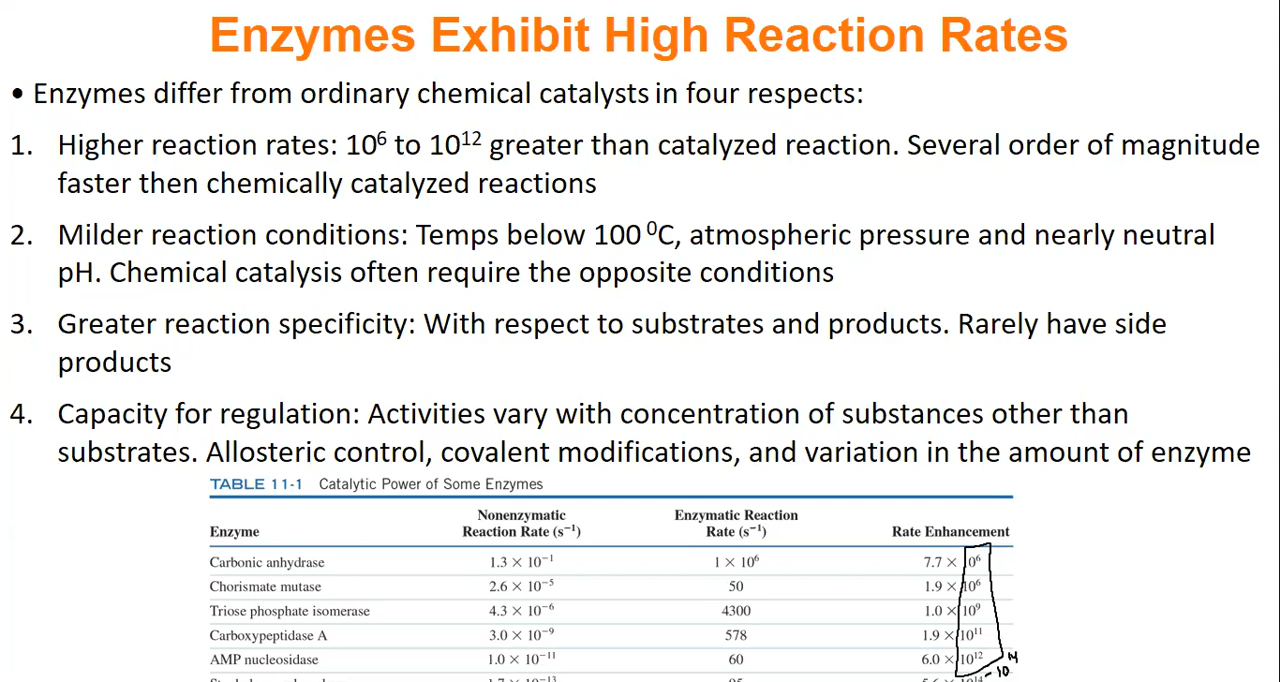 Enzymes Exhibit High Reaction Rates
• Enzymes differ from ordinary chemical catalysts in four respects:
1. Higher reaction rates: 10⁶ to 10¹² greater than catalyzed reaction. Several order of magnitude
faster then chemically catalyzed reactions
2. Milder reaction conditions: Temps below 100 ⁰C, atmospheric pressure and nearly neutral
pH. Chemical catalysis often require the opposite conditions
3. Greater reaction specificity: With respect to substrates and products. Rarely have side
products
4. Capacity for regulation: Activities vary with concentration of substances other than
substrates. Allosteric control, covalent modifications, and variation in the amount of enzyme
TABLE 11-1 Catalytic Power of Some Enzymes
Nonenzymatic Enzymatic Reaction
Enzyme Reaction Rate (s⁻¹) Rate (s⁻¹) Rate Enhancement
Carbonic anhydrase 1.3 × 10⁻¹ 1 × 10⁶ 7.7 × 10⁶
Chorismate mutase 2.6 × 10⁻⁵ 50 1.9 × 10⁶
Triose phosphate isomerase 4.3 × 10⁻⁶ 4300 1.0 × 10⁹
Carboxypeptidase A 3.0 × 10⁻⁹ 578 1.9 × 10¹¹
AMP nucleosidase 1.0 × 10⁻¹¹ 60 6.0 × 10¹²